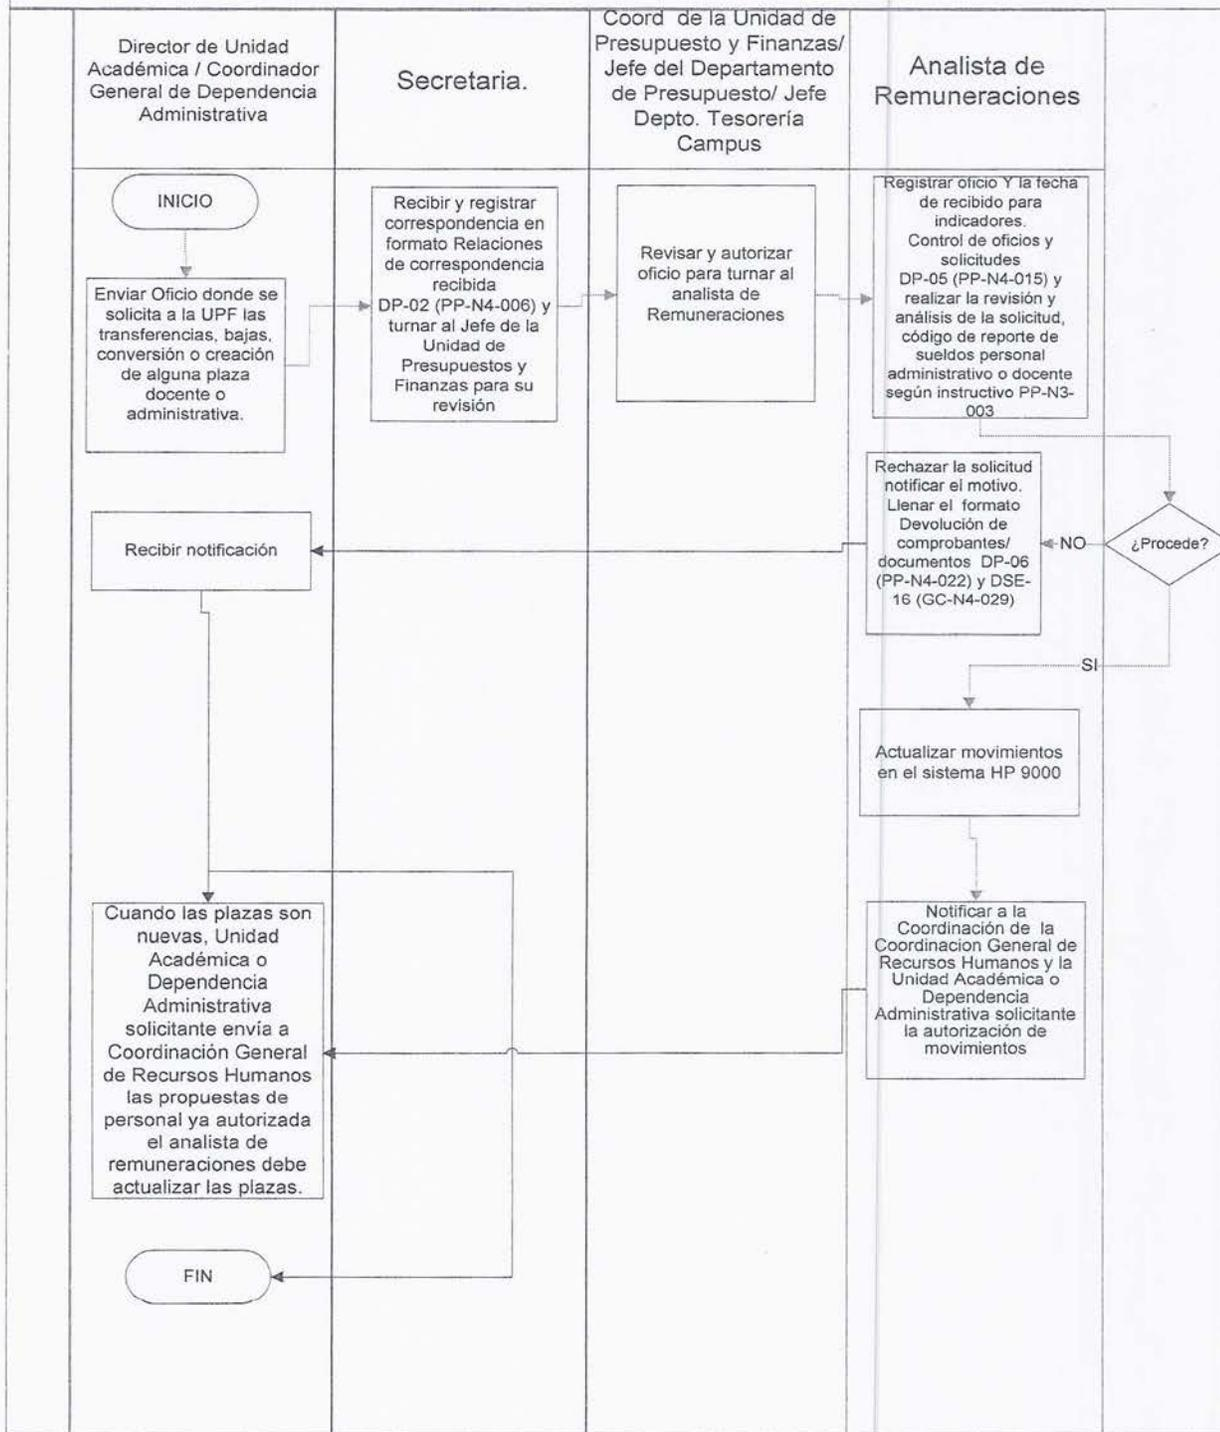 Director de Unidad
Académica / Coordinador
General de Dependencia
Administrativa
Secretaria.
Coord de la Unidad de
Presupuesto y Finanzas/
Jefe del Departamento
de Presupuesto/ Jefe
Depto. Tesorería
Campus
Analista de
Remuneraciones
INICIO
Enviar Oficio donde se
solicita a la UPF las
transferencias, bajas,
conversión o creación
de alguna plaza
docente o
administrativa.
Recibir y registrar
correspondencia en
formato Relaciones
de correspondencia
recibida
DP-02 (PP-N4-006) y
turnar al Jefe de la
Unidad de
Presupuestos y
Finanzas para su
revisión
Revisar y autorizar
oficio para turnar al
analista de
Remuneraciones
Registrar oficio Y la fecha
de recibido para
indicadores.
Control de oficios y
solicitudes
DP-05 (PP-N4-015) y
realizar la revisión y
análisis de la solicitud,
código de reporte de
sueldos personal
administrativo o docente
según instructivo PP-N3-
003
¿Procede?
NO
Rechazar la solicitud
notificar el motivo.
Llenar el formato
Devolución de
comprobantes/
documentos DP-06
(PP-N4-022) y DSE-
16 (GC-N4-029)
Recibir notificación
SI
Actualizar movimientos
en el sistema HP 9000
Notificar a la
Coordinación de la
Coordinacion General de
Recursos Humanos y la
Unidad Académica o
Dependencia
Administrativa solicitante
la autorización de
movimientos
Cuando las plazas son
nuevas, Unidad
Académica o
Dependencia
Administrativa
solicitante envía a
Coordinación General
de Recursos Humanos
las propuestas de
personal ya autorizada
el analista de
remuneraciones debe
actualizar las plazas.
FIN